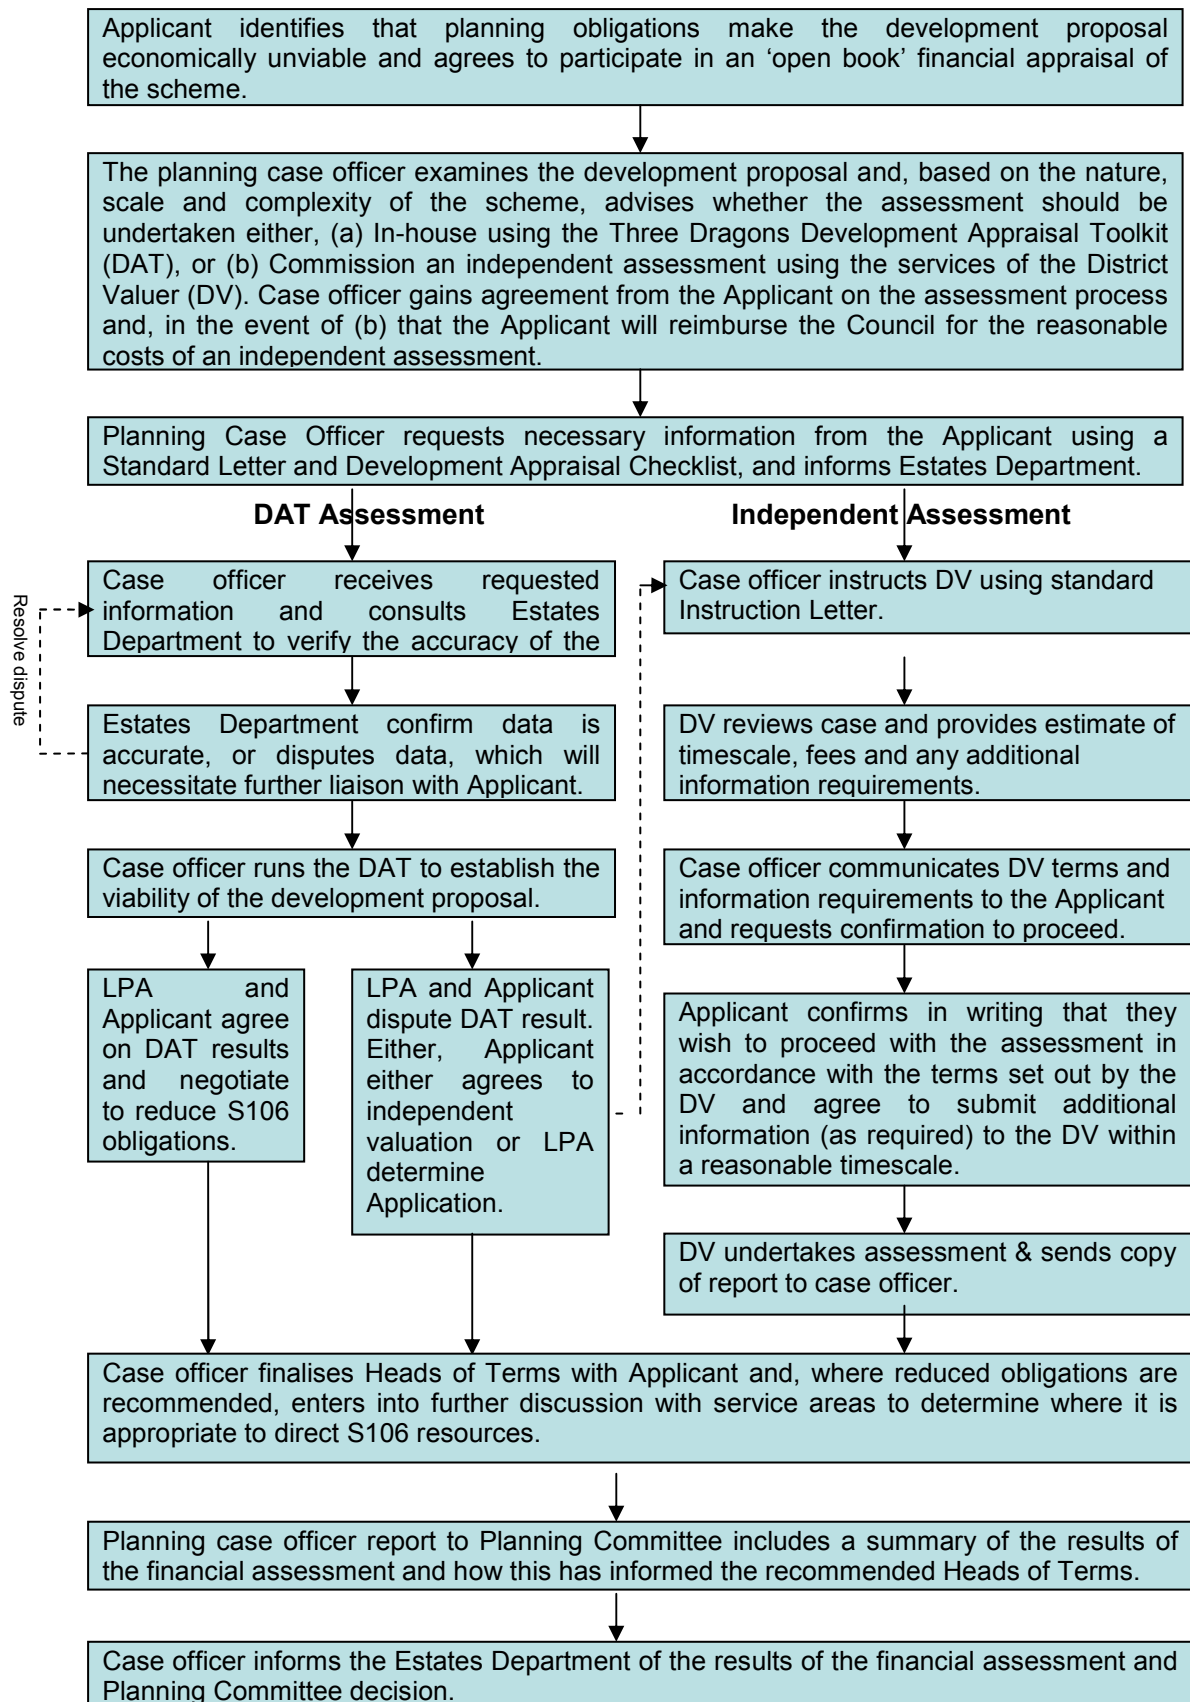 Applicant identifies that planning obligations make the development proposal
economically unviable and agrees to participate in an ‘open book’ financial appraisal of
the scheme.
The planning case officer examines the development proposal and, based on the nature,
scale and complexity of the scheme, advises whether the assessment should be
undertaken either, (a) In-house using the Three Dragons Development Appraisal Toolkit
(DAT), or (b) Commission an independent assessment using the services of the District
Valuer (DV). Case officer gains agreement from the Applicant on the assessment process
and, in the event of (b) that the Applicant will reimburse the Council for the reasonable
costs of an independent assessment.
Planning Case Officer requests necessary information from the Applicant using a
Standard Letter and Development Appraisal Checklist, and informs Estates Department.
DAT Assessment
Case officer receives requested
information and consults Estates
Department to verify the accuracy of the
Resolve dispute
Estates Department confirm data is
accurate, or disputes data, which will
necessitate further liaison with Applicant.
Case officer runs the DAT to establish the
viability of the development proposal.
LPA and
Applicant agree
on DAT results
and negotiate
to reduce S106
obligations.
LPA and Applicant
dispute DAT result.
Either, Applicant
either agrees to
independent
valuation or LPA
determine
Application.
Independent Assessment
Case officer instructs DV using standard
Instruction Letter.
DV reviews case and provides estimate of
timescale, fees and any additional
information requirements.
Case officer communicates DV terms and
information requirements to the Applicant
and requests confirmation to proceed.
Applicant confirms in writing that they
wish to proceed with the assessment in
accordance with the terms set out by the
DV and agree to submit additional
information (as required) to the DV within
a reasonable timescale.
DV undertakes assessment & sends copy
of report to case officer.
Case officer finalises Heads of Terms with Applicant and, where reduced obligations are
recommended, enters into further discussion with service areas to determine where it is
appropriate to direct S106 resources.
Planning case officer report to Planning Committee includes a summary of the results of
the financial assessment and how this has informed the recommended Heads of Terms.
Case officer informs the Estates Department of the results of the financial assessment and
Planning Committee decision.